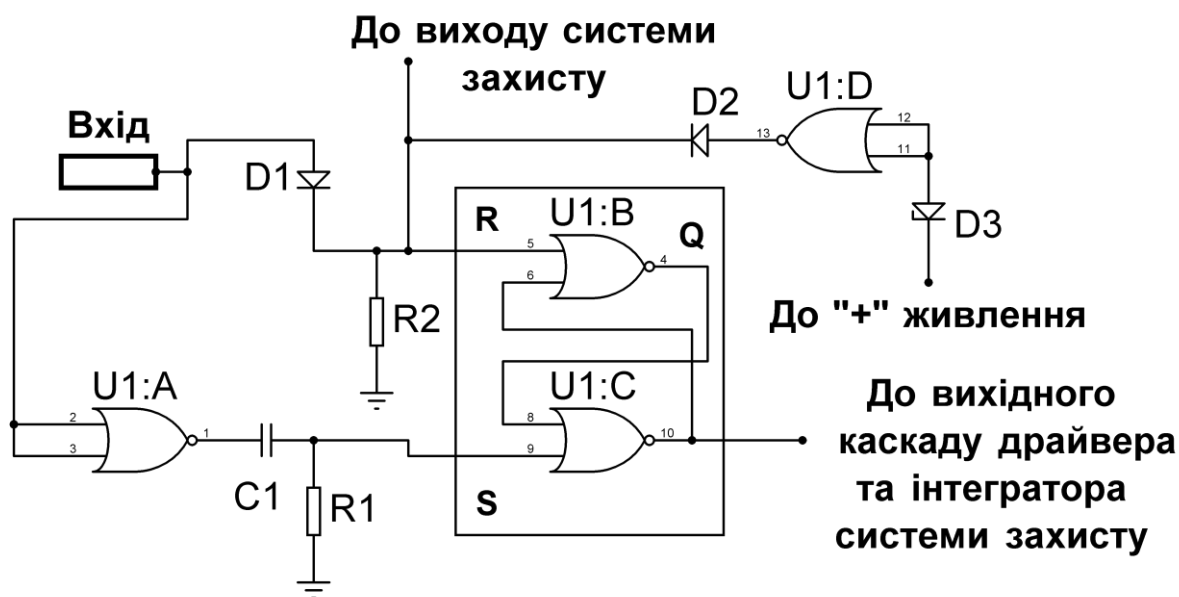 До виходу системи
захисту
U1:D
D2
Вхід
12
13
11
D1
U1:B
R
Q
5
4
6
D3
R2
До "+" живлення
U1:A
U1:C
До вихідного
каскаду драйвера
та інтегратора
системи захисту
2
3
1
8
9
10
C1
R1
S